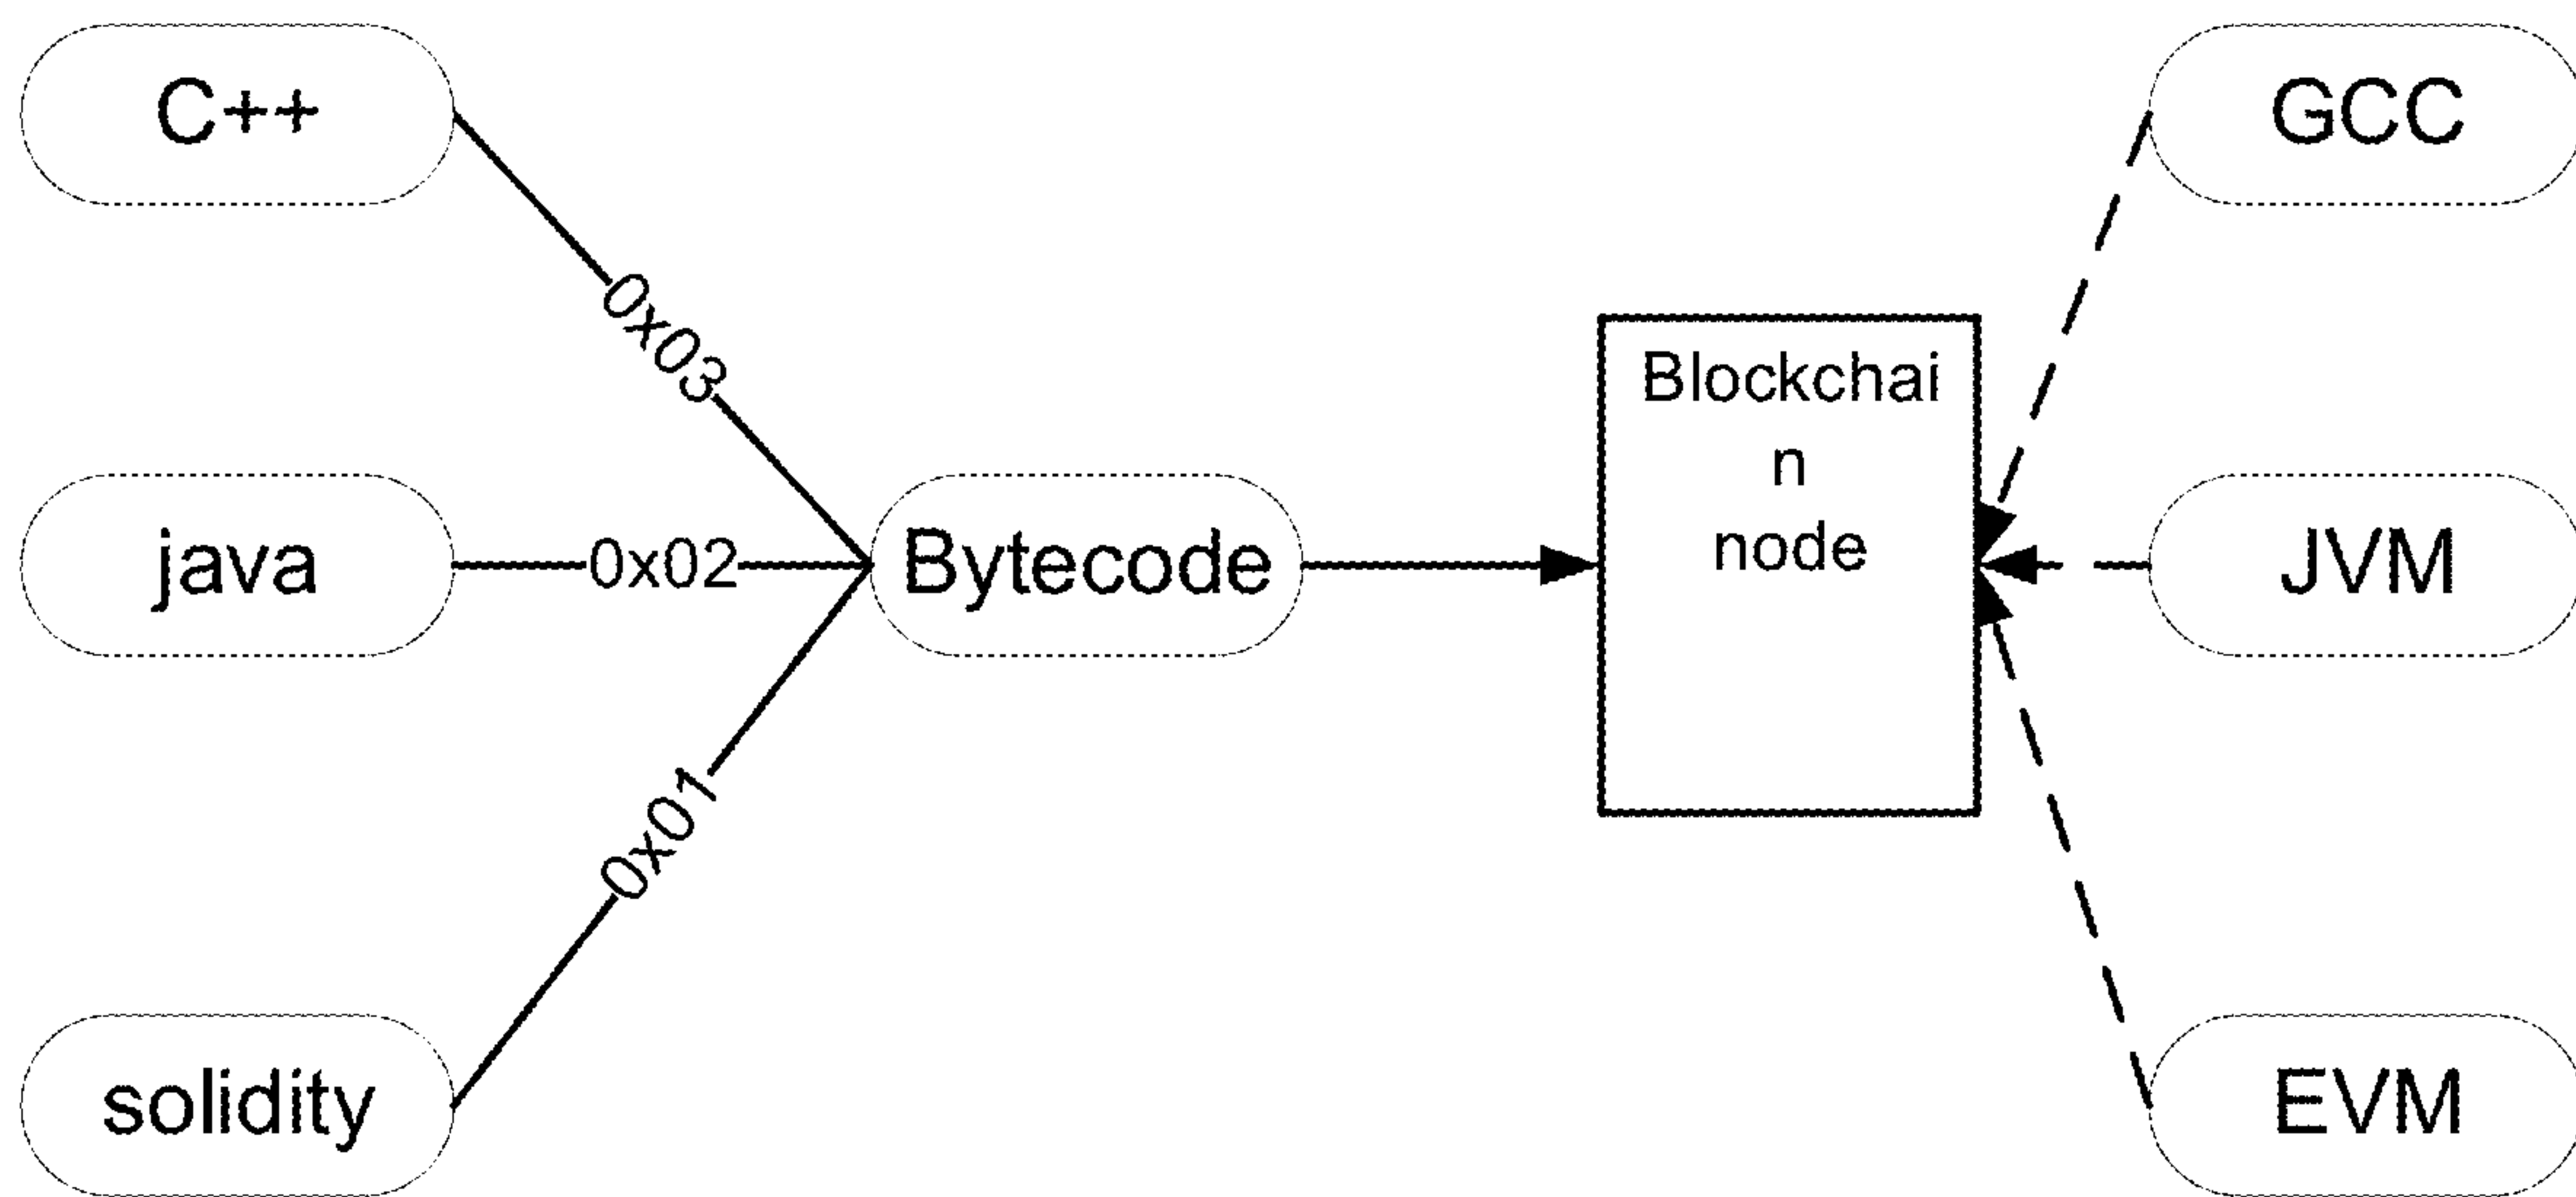 C++
GCC
0x03
Blockchai
n
node
java
0x02
Bytecode
JVM
0x01
solidity
EVM